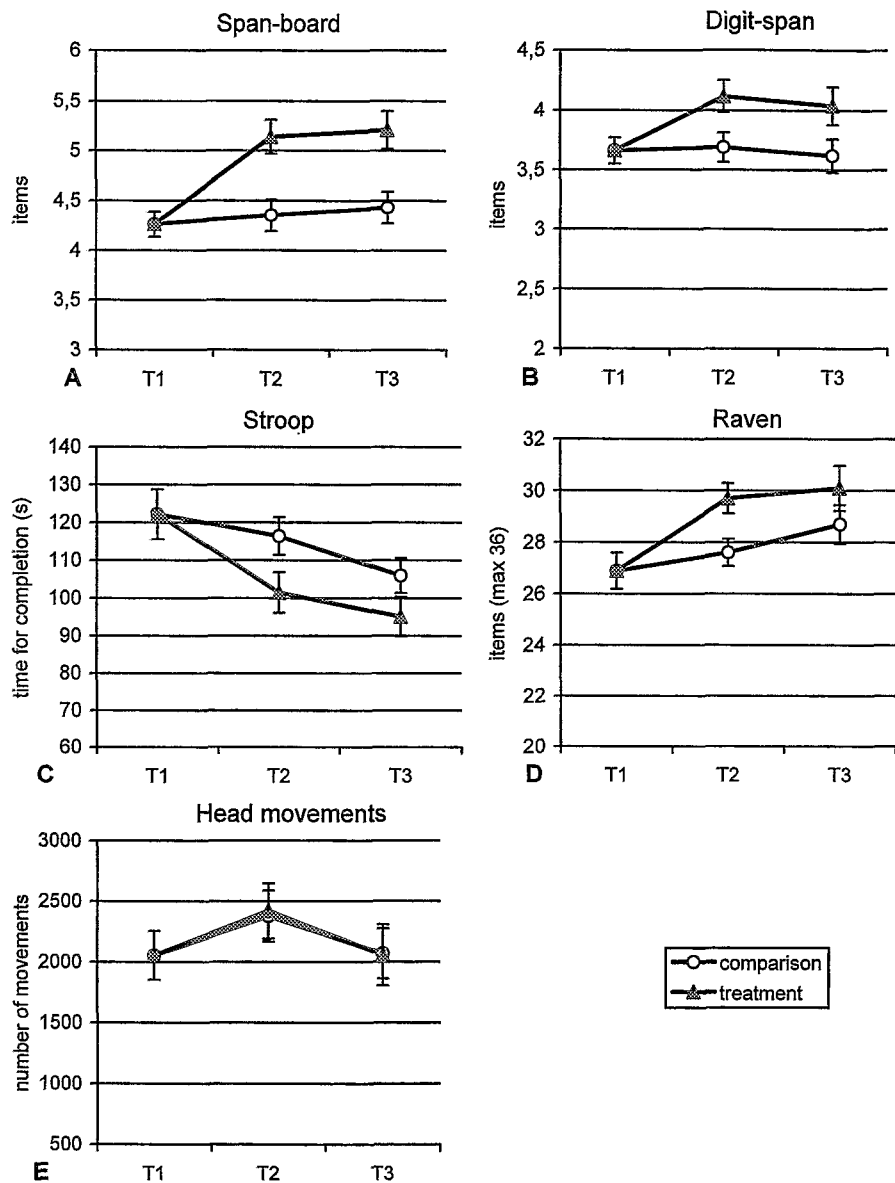 Span-board
items
6
5,5
5
4,5
4
3,5
3
T1 T2 T3
A
Digit-span
items
4,5
4
3,5
3
2,5
2
T1 T2 T3
B
Stroop
time for completion (s)
140
130
120
110
100
90
80
70
60
T1 T2 T3
C
Raven
items (max 36)
32
30
28
26
24
22
20
T1 T2 T3
D
Head movements
number of movements
3000
2500
2000
1500
1000
500
T1 T2 T3
E
comparison
treatment